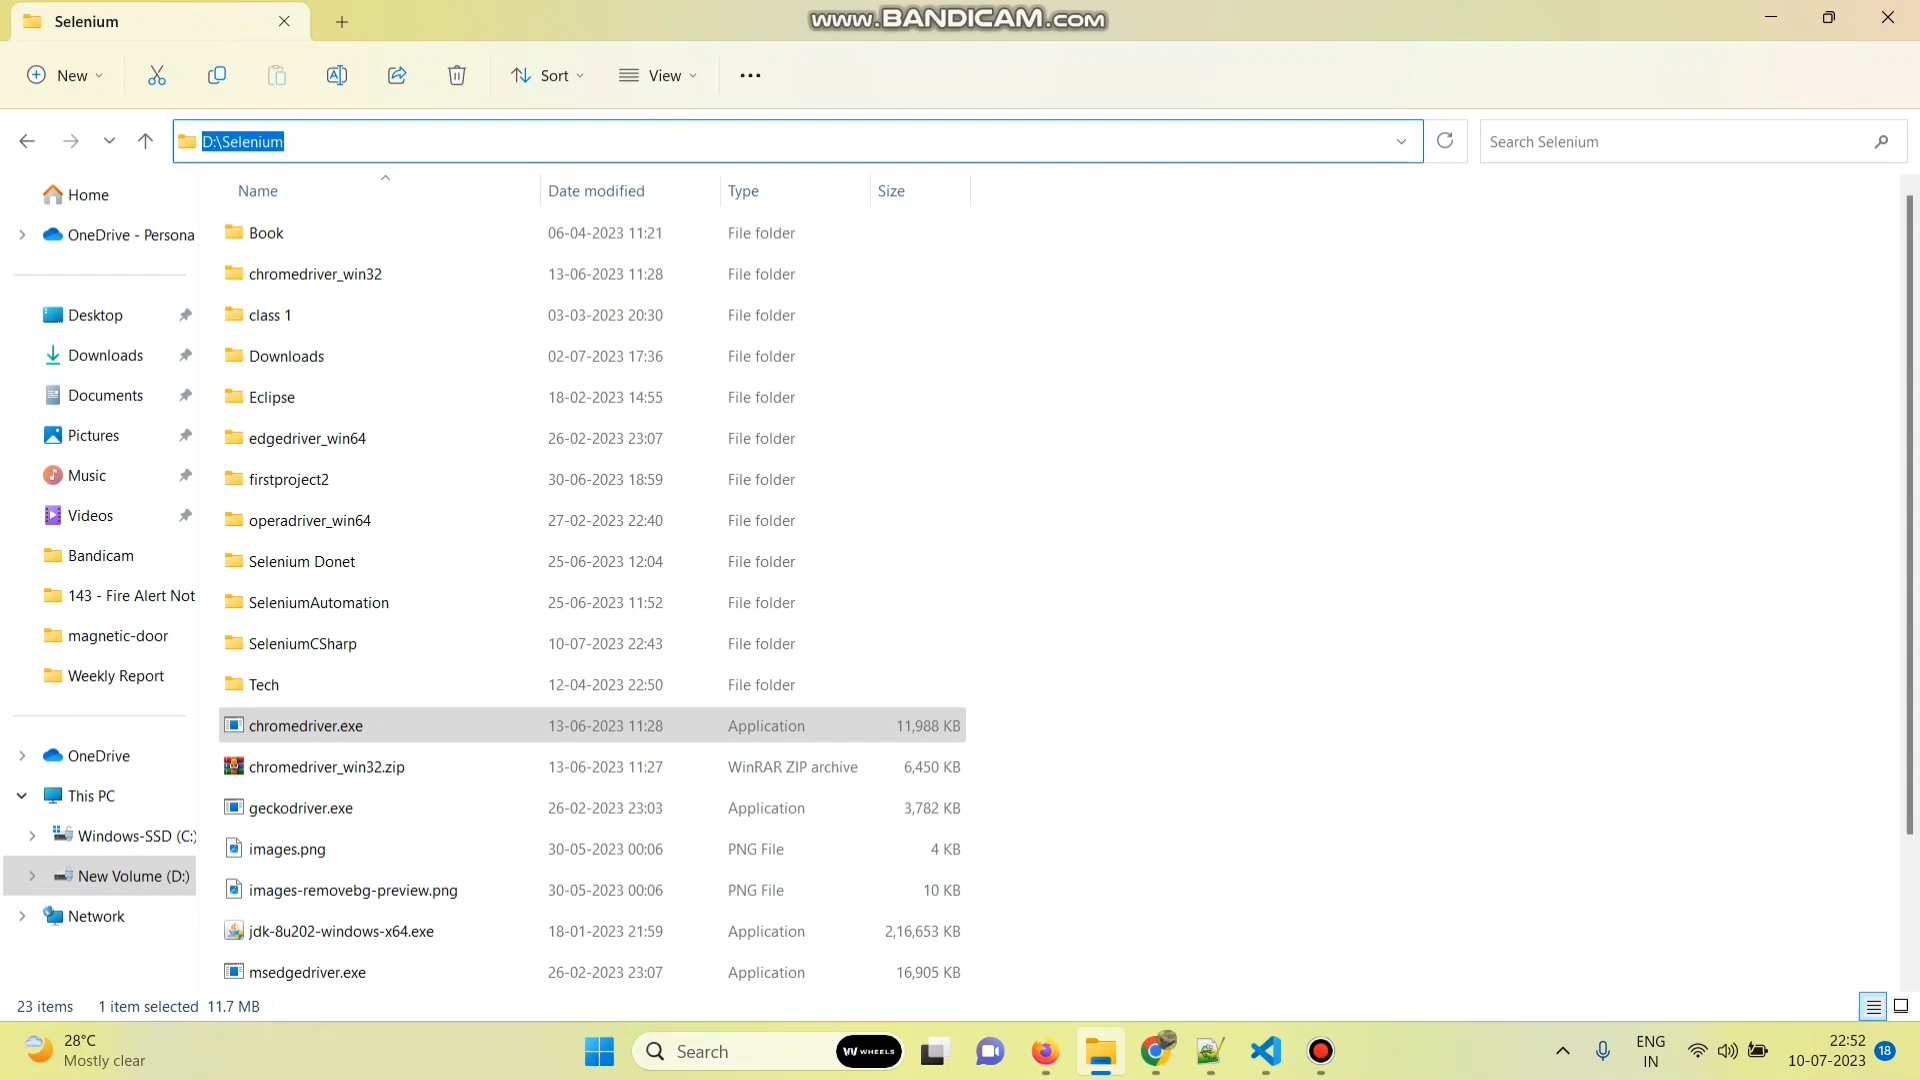 Selenium
www.BANDICAM.COM
New
Sort
View
D:\Selenium
Search Selenium
Home
OneDrive - Persona
Desktop
Downloads
Documents
Pictures
Music
Videos
Bandicam
143 - Fire Alert Not
magnetic-door
Weekly Report
OneDrive
This PC
Windows-SSD (C:)
New Volume (D:)
Network
Name Date modified Type Size
Book 06-04-2023 11:21 File folder
chromedriver_win32 13-06-2023 11:28 File folder
class 1 03-03-2023 20:30 File folder
Downloads 02-07-2023 17:36 File folder
Eclipse 18-02-2023 14:55 File folder
edgedriver_win64 26-02-2023 23:07 File folder
firstproject2 30-06-2023 18:59 File folder
operadriver_win64 27-02-2023 22:40 File folder
Selenium Donet 25-06-2023 12:04 File folder
SeleniumAutomation 25-06-2023 11:52 File folder
SeleniumCSharp 10-07-2023 22:43 File folder
Tech 12-04-2023 22:50 File folder
chromedriver.exe 13-06-2023 11:28 Application 11,988 KB
chromedriver_win32.zip 13-06-2023 11:27 WinRAR ZIP archive 6,450 KB
geckodriver.exe 26-02-2023 23:03 Application 3,782 KB
images.png 30-05-2023 00:06 PNG File 4 KB
images-removebg-preview.png 30-05-2023 00:06 PNG File 10 KB
jdk-8u202-windows-x64.exe 18-01-2023 21:59 Application 2,16,653 KB
msedgedriver.exe 26-02-2023 23:07 Application 16,905 KB
23 items 1 item selected 11.7 MB
28°C
Mostly clear
Search
WHEELS
ENG
IN
22:52
10-07-2023
18